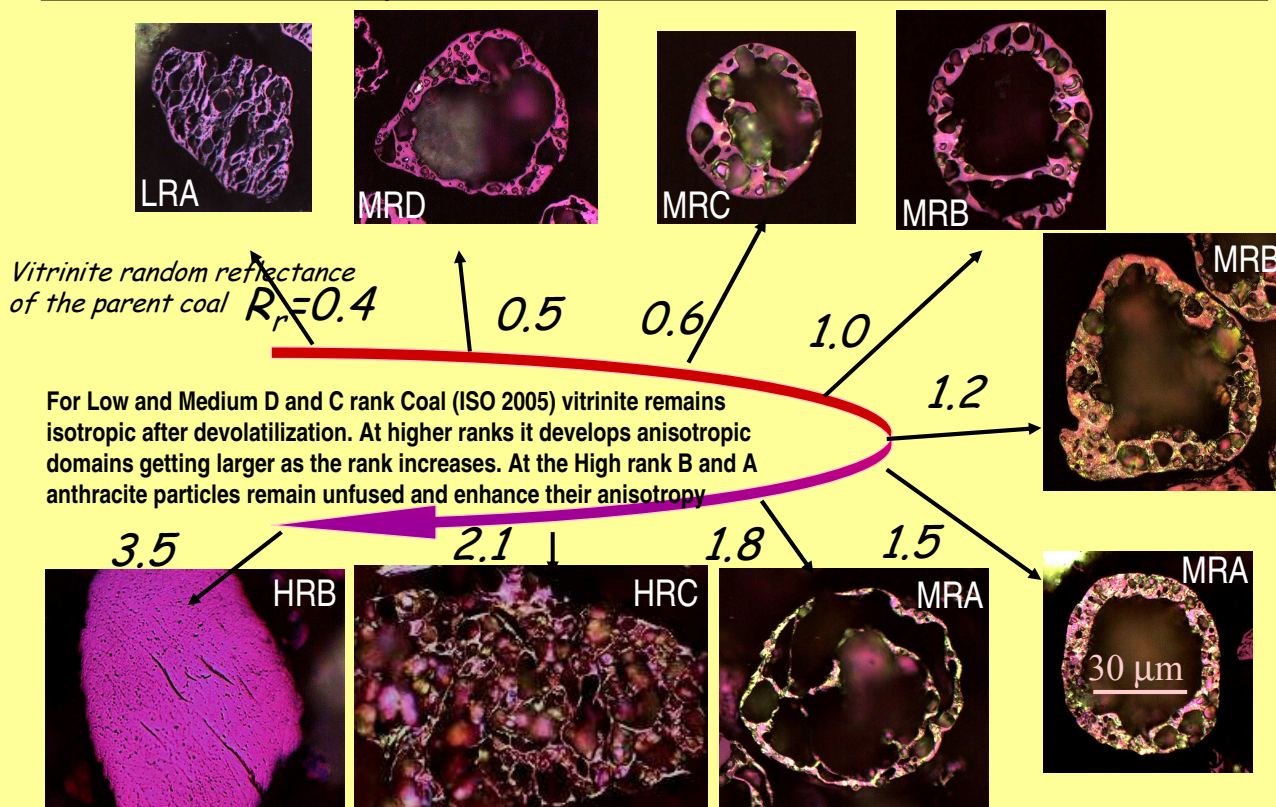 LRA
MRD
MRC
MRB
MRB
Vitrinite random reflectance
of the parent coal
Rr=0.4
0.5
0.6
1.0
1.2
For Low and Medium D and C rank Coal (ISO 2005) vitrinite remains
isotropic after devolatilization. At higher ranks it develops anisotropic
domains getting larger as the rank increases. At the High rank B and A
anthracite particles remain unfused and enhance their anisotropy
3.5
2.1
1.8
1.5
HRB
HRC
MRA
MRA
30 μm